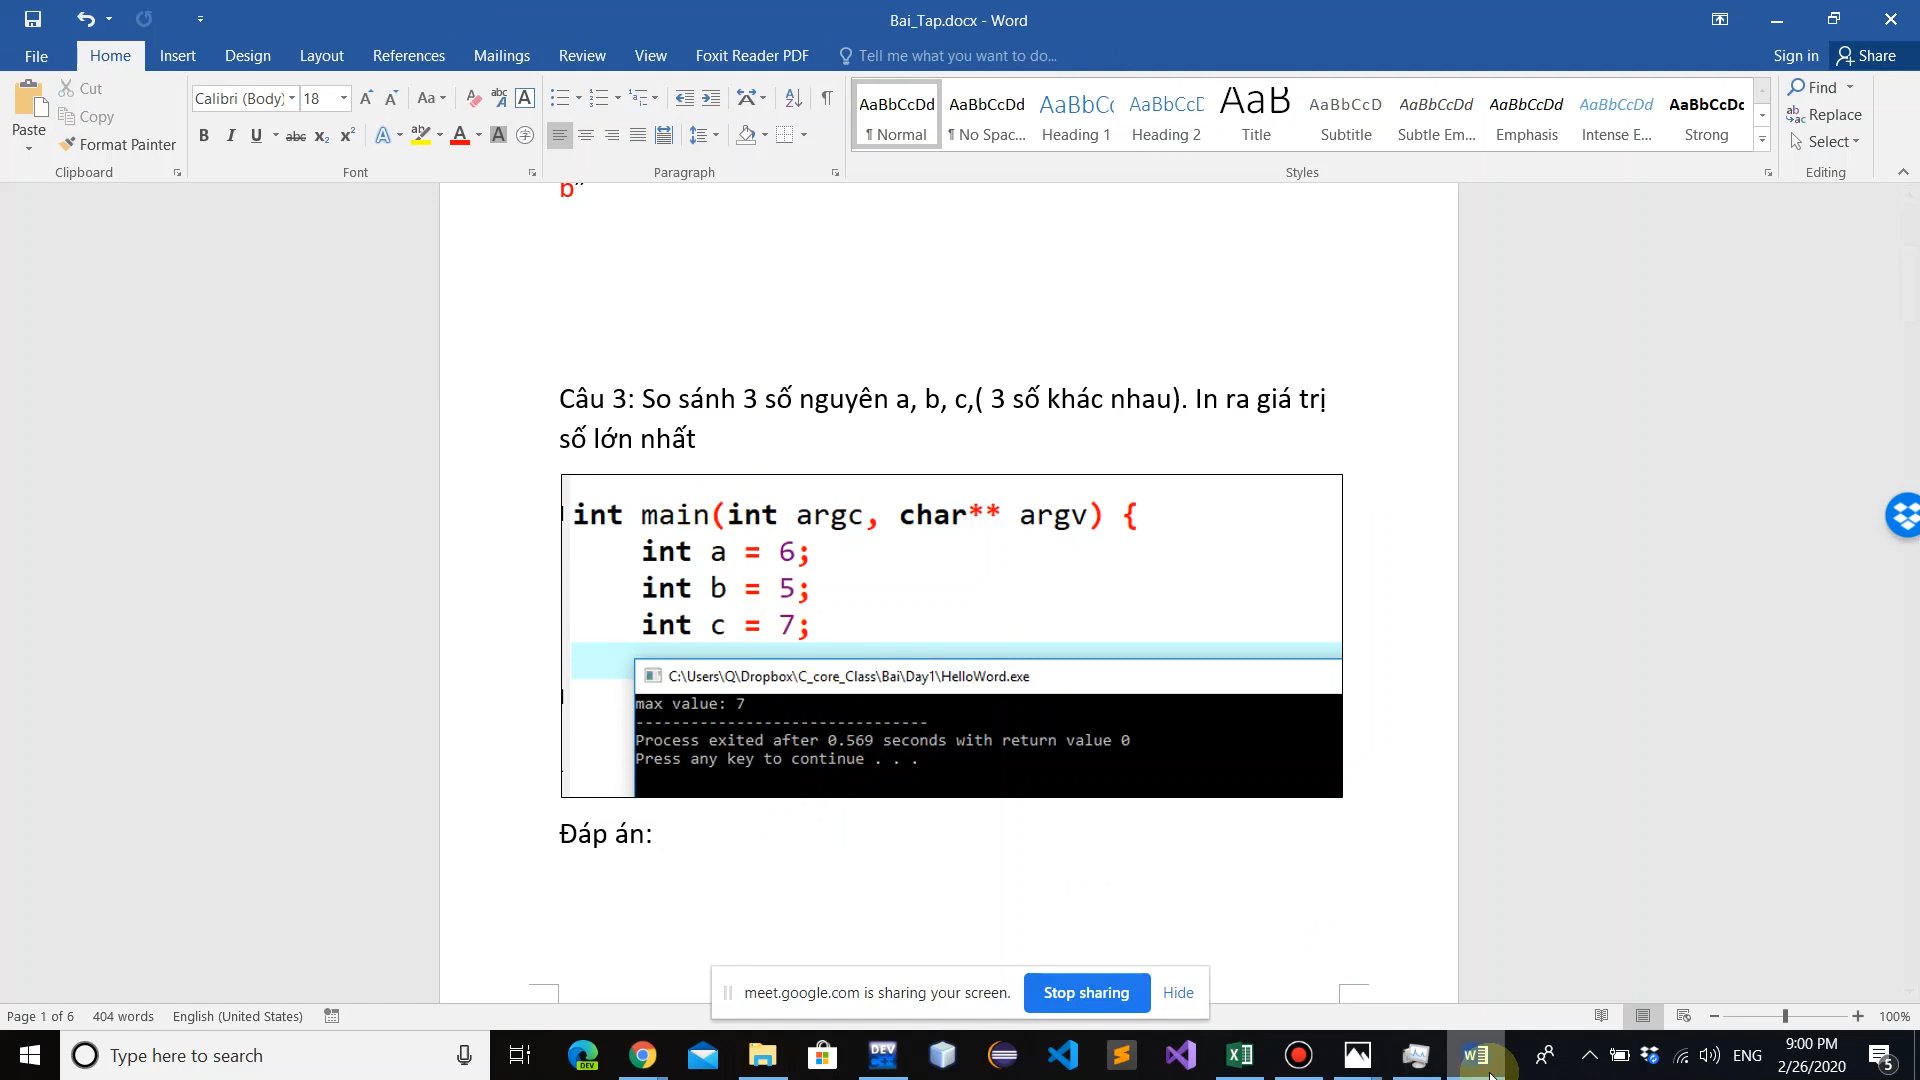 Bai_Tap.docx - Word
File Home Insert Design Layout References Mailings Review View Foxit Reader PDF Tell me what you want to do... Sign in Share
Cut
Copy
Format Painter
Paste
Clipboard
Calibri (Body) 18
Font
Paragraph
AaBbCcDd AaBbCcDd AaBbCc AaBbCcD AaB AaBbCcD AaBbCcDd AaBbCcDd AaBbCcDd AaBbCcDc
¶ Normal ¶ No Spac... Heading 1 Heading 2 Title Subtitle Subtle Em... Emphasis Intense E... Strong
Styles
Find
Replace
Select
Editing
b”
Câu 3: So sánh 3 số nguyên a, b, c,( 3 số khác nhau). In ra giá trị
số lớn nhất
int main(int argc, char** argv) {
int a = 6;
int b = 5;
int c = 7;
C:\Users\Q\Dropbox\C_core_Class\Bai\Day1\HelloWord.exe
max value: 7
--------------------------------
Process exited after 0.569 seconds with return value 0
Press any key to continue . . .
Đáp án:
meet.google.com is sharing your screen. Stop sharing Hide
Page 1 of 6 404 words English (United States) 100%
Type here to search
ENG
9:00 PM
2/26/2020
5